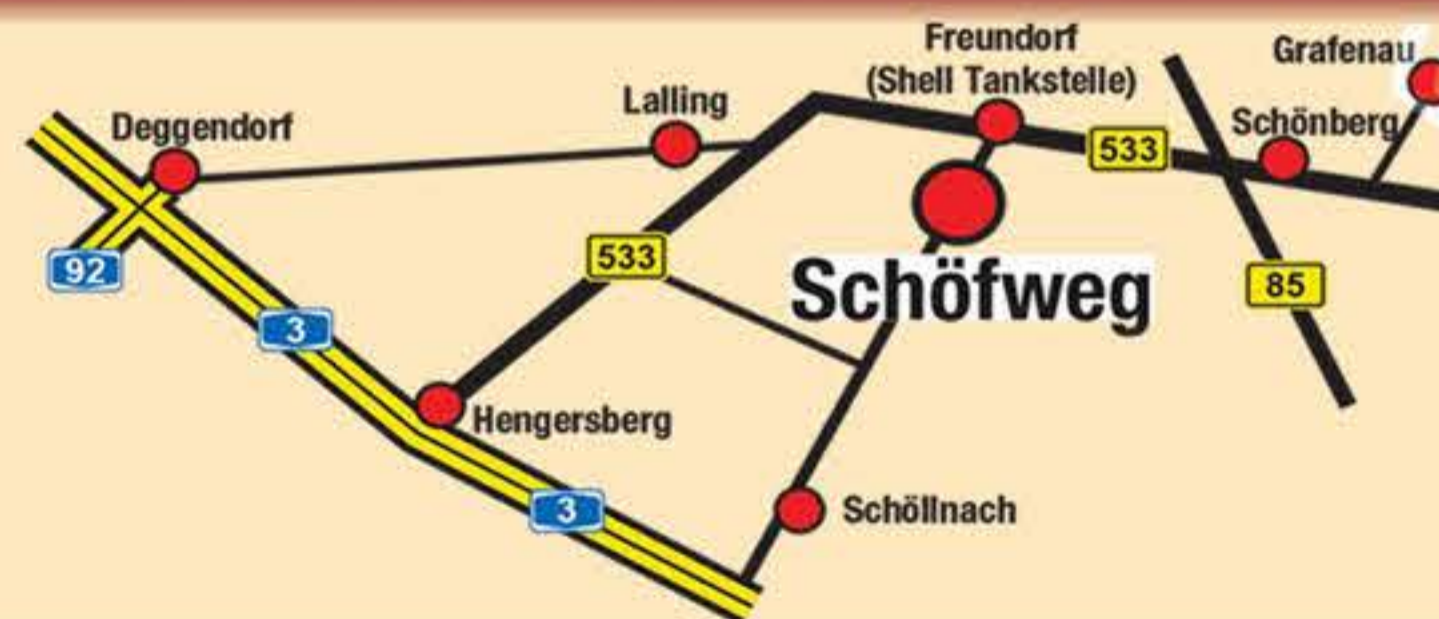 Freundorf
(Shell Tankstelle)
Grafenau
Lalling
Deggendorf
Schönberg
533
533
92
Schöfweg
85
3
Hengersberg
3
Schöllnach